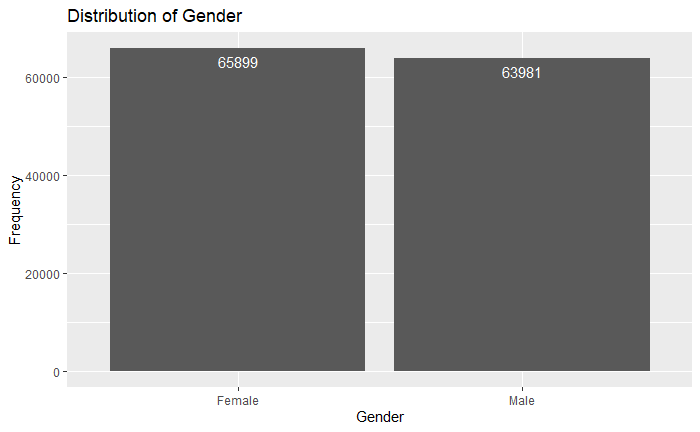 Distribution of Gender
65899
63981
60000
40000
20000
0
Frequency
Female
Male
Gender